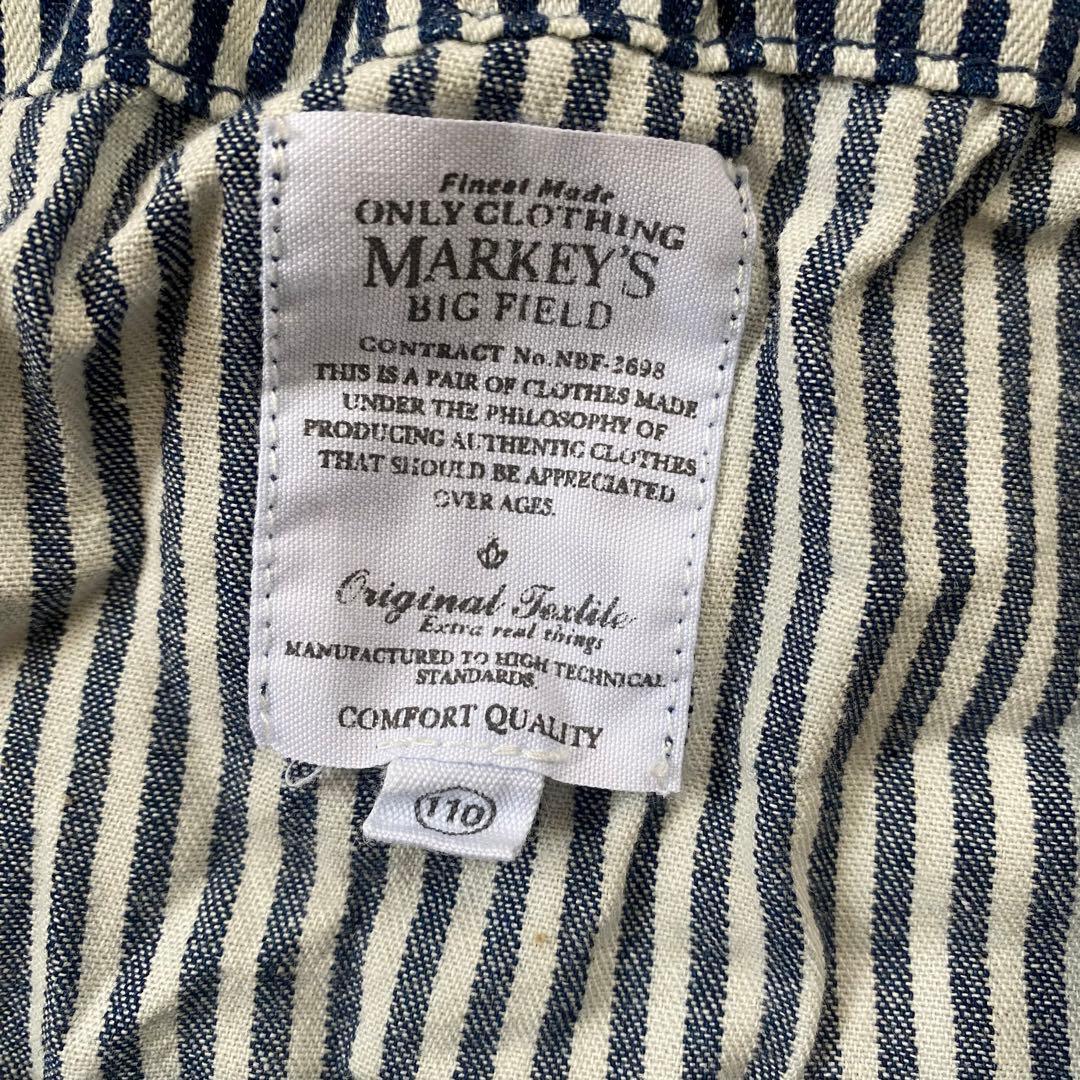 Finest Made
ONLY CLOTHING
MARKEY'S
BIG FIELD
CONTRACT No.NBF-2698
THIS IS A PAIR OF CLOTHES MADE
UNDER THE PHILOSOPHY OF
PRODUCING AUTHENTIC CLOTHES
THAT SHOULD BE APPRECIATED
OVER AGES.
Original Textile
Extra real things
MANUFACTURED TO HIGH TECHNICAL
STANDARDS.
COMFORT QUALITY
110